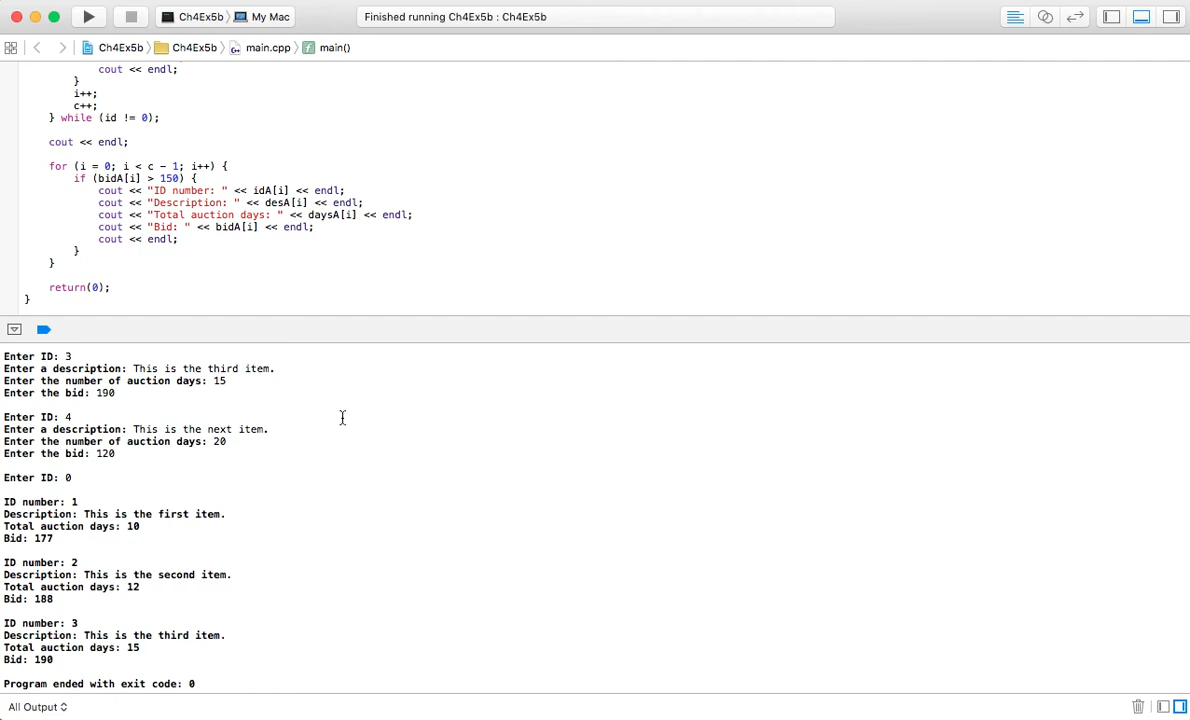 Ch4Ex5b My Mac Finished running Ch4Ex5b : Ch4Ex5b
Ch4Ex5b Ch4Ex5b main.cpp main()
cout << endl;
}
i++;
c++;
} while (id != 0);
cout << endl;
for (i = 0; i < c - 1; i++) {
if (bidA[i] > 150) {
cout << "ID number: " << idA[i] << endl;
cout << "Description: " << desA[i] << endl;
cout << "Total auction days: " << daysA[i] << endl;
cout << "Bid: " << bidA[i] << endl;
cout << endl;
}
}
return(0);
}
Enter ID: 3
Enter a description: This is the third item.
Enter the number of auction days: 15
Enter the bid: 190
Enter ID: 4
Enter a description: This is the next item.
Enter the number of auction days: 20
Enter the bid: 120
Enter ID: 0
ID number: 1
Description: This is the first item.
Total auction days: 10
Bid: 177
ID number: 2
Description: This is the second item.
Total auction days: 12
Bid: 188
ID number: 3
Description: This is the third item.
Total auction days: 15
Bid: 190
Program ended with exit code: 0
All Output